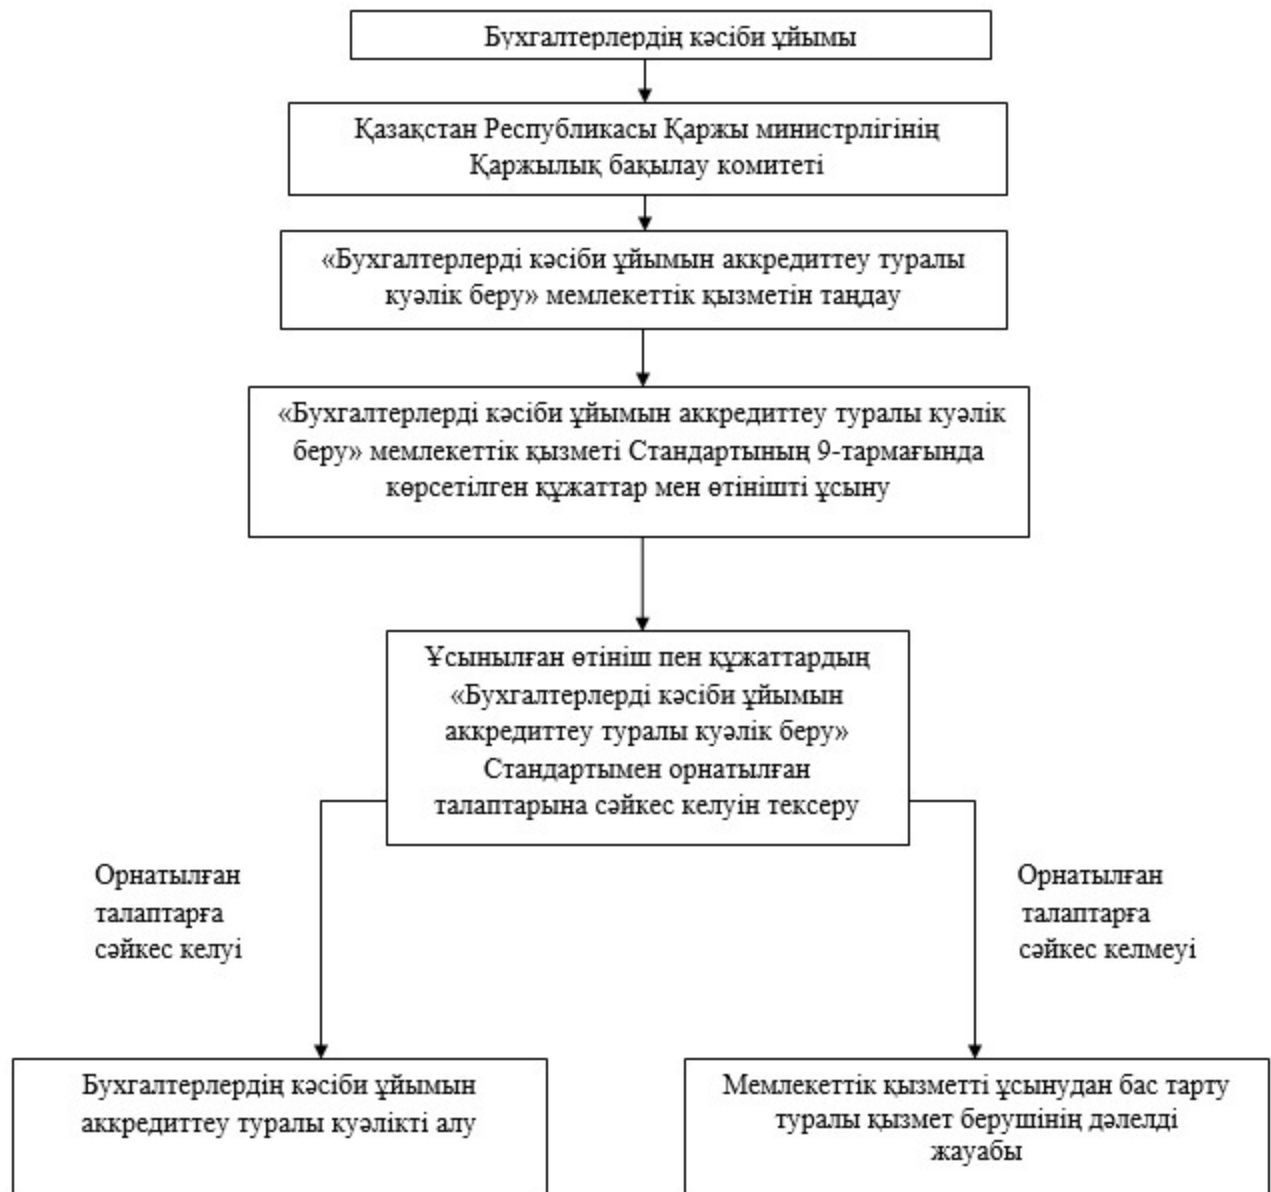 Бухгалтерлердің кәсіби ұйымы
Қазақстан Республикасы Қаржы министрлігінің
Қаржылық бақылау комитеті
«Бухгалтерлерді кәсіби ұйымын аккредиттеу туралы
куәлік беру» мемлекеттік қызметін таңдау
«Бухгалтерлерді кәсіби ұйымын аккредиттеу туралы куәлік
беру» мемлекеттік қызметі Стандартының 9-тармағында
көрсетілген құжаттар мен өтінішті ұсыну
Ұсынылған өтініш пен құжаттардың
«Бухгалтерлерді кәсіби ұйымын
аккредиттеу туралы куәлік беру»
Стандартымен орнатылған
талаптарына сәйкес келуін тексеру
Орнатылған
талаптарға
сәйкес келуі
Орнатылған
талаптарға
сәйкес келмеуі
Бухгалтерлердің кәсіби ұйымын
аккредиттеу туралы куәлікті алу
Мемлекеттік қызметті ұсынудан бас тарту
туралы қызмет берушінің дәлелді
жауабы